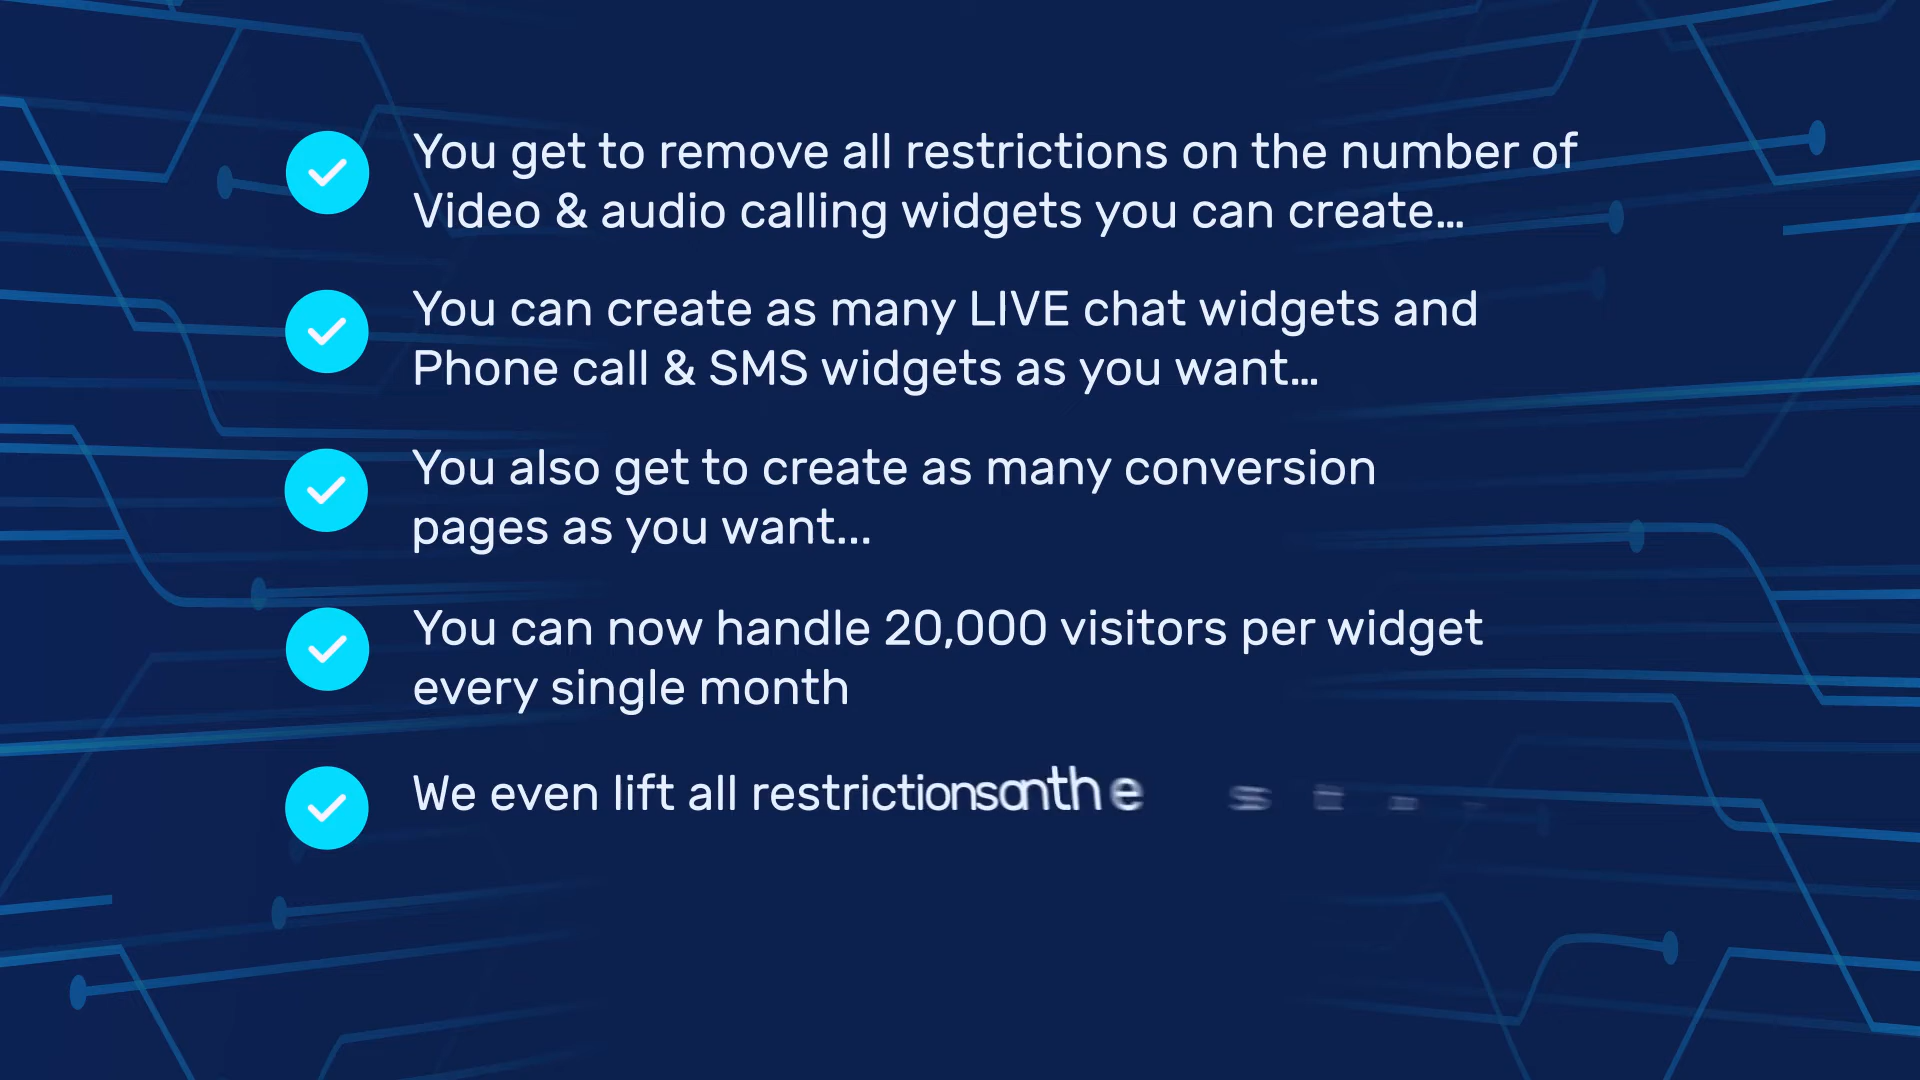 You get to remove all restrictions on the number of
Video & audio calling widgets you can create...
You can create as many LIVE chat widgets and
Phone call & SMS widgets as you want...
You also get to create as many conversion
pages as you want...
You can now handle 20,000 visitors per widget
every single month
We even lift all restrictions on the